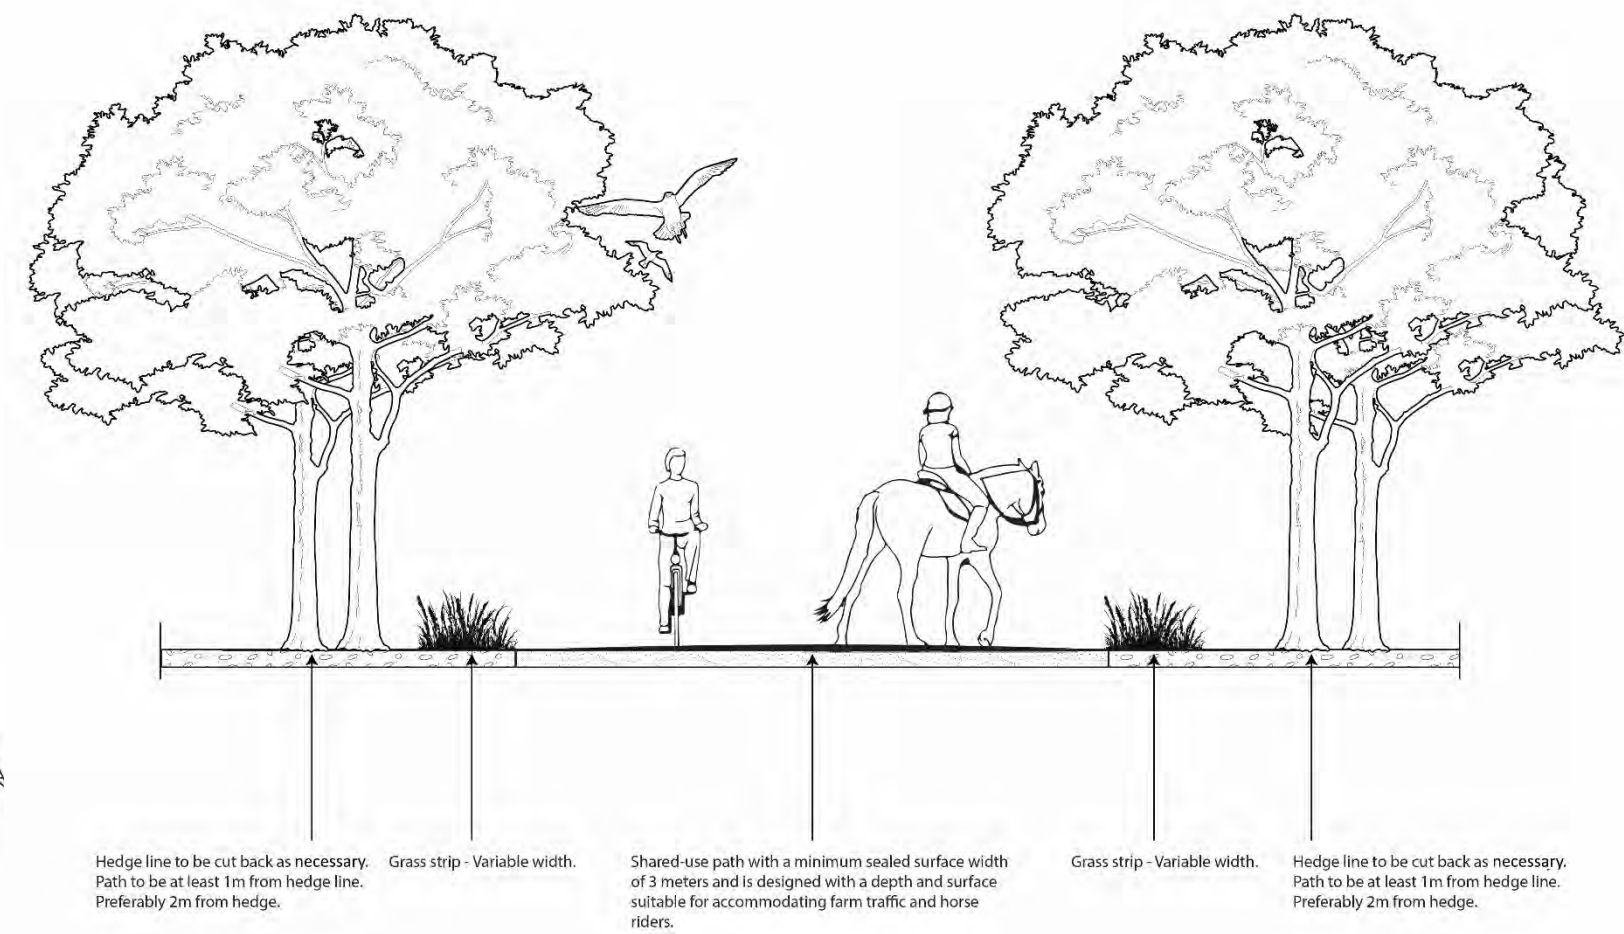 Hedge line to be cut back as necessary.
Path to be at least 1m from hedge line.
Preferably 2m from hedge.
Grass strip - Variable width.
Shared-use path with a minimum sealed surface width
of 3 meters and is designed with a depth and surface
suitable for accommodating farm traffic and horse
riders.
Grass strip - Variable width.
Hedge line to be cut back as necessary.
Path to be at least 1m from hedge line.
Preferably 2m from hedge.